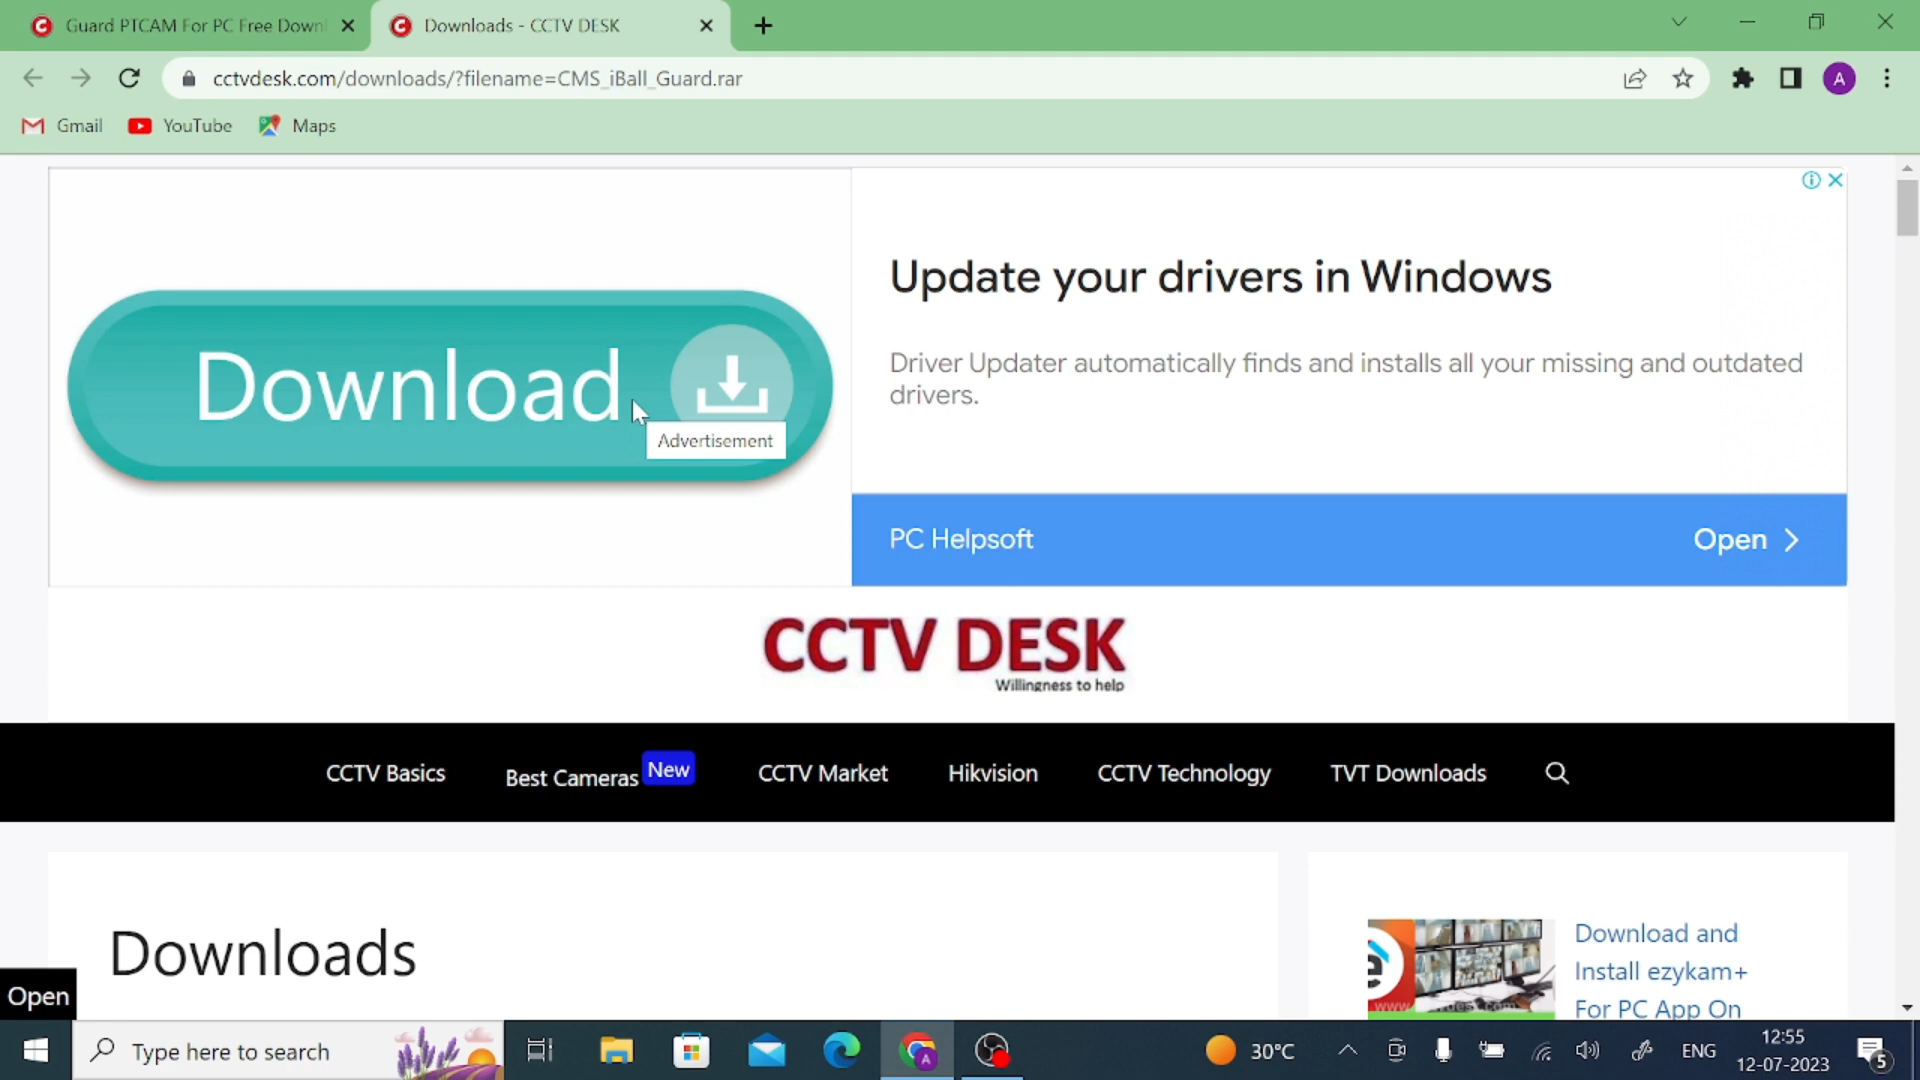 Guard PTCAM For PC Free Down
Downloads - CCTV DESK
cctvdesk.com/downloads/?filename=CMS_iBall_Guard.rar
A
Gmail
YouTube
Maps
Download
Advertisement
Update your drivers in Windows
Driver Updater automatically finds and installs all your missing and outdated
drivers.
PC Helpsoft
Open
CCTV DESK
Willingness to help
CCTV Basics
Best Cameras New
CCTV Market
Hikvision
CCTV Technology
TVT Downloads
Downloads
Download and
Install ezykam+
For PC App On
Open
Type here to search
A
30°C
ENG
12:55
12-07-2023
5